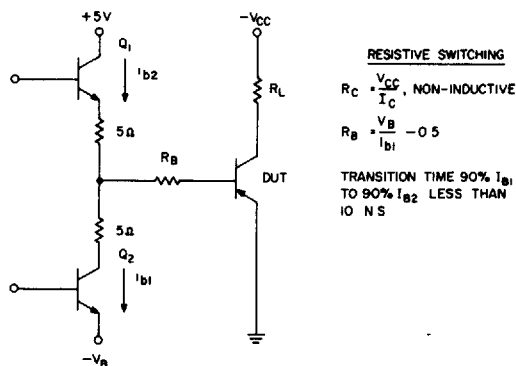 +5V
Q1
Ib2
5Ω
RB
5Ω
Q2
Ib1
-VB
-VCC
RL
DUT
RESISTIVE SWITCHING
RC = VCC/IC, NON-INDUCTIVE
RB = VB/Ib1 -0.5
TRANSITION TIME 90% IB1
TO 90% IB2 LESS THAN
10 NS